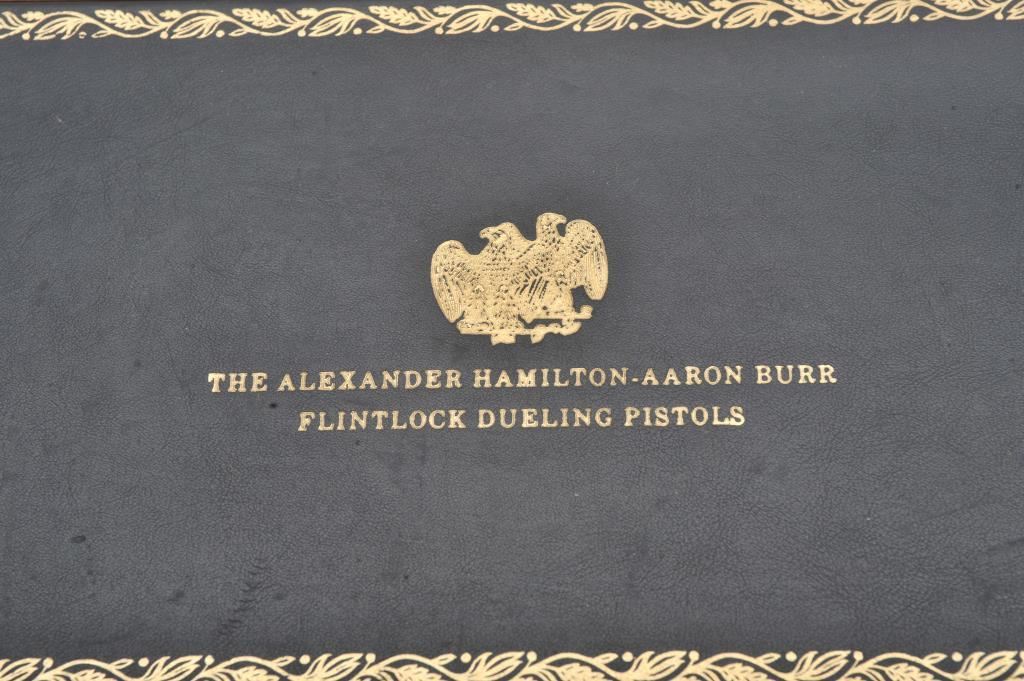 THE ALEXANDER HAMILTON-AARON BURR
FLINTLOCK DUELING PISTOLS